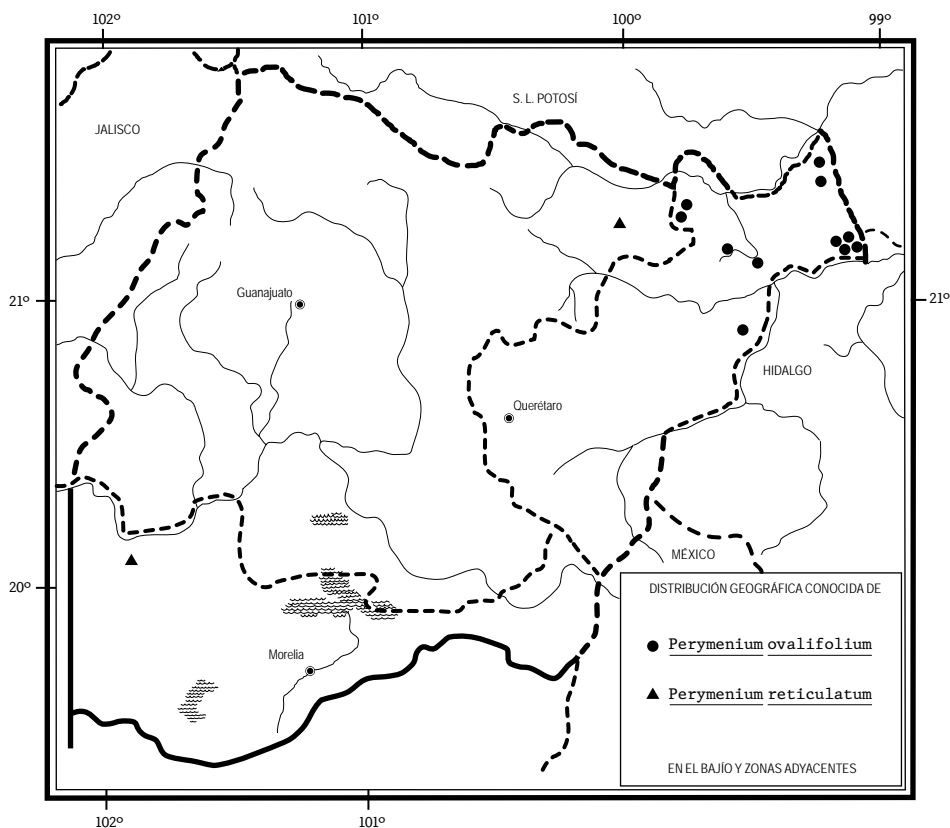 102º 101º 100º 99º
S. L. POTOSÍ
JALISCO
Guanajuato
21º 21º
HIDALGO
Querétaro
MÉXICO
20º
DISTRIBUCIÓN GEOGRÁFICA CONOCIDA DE
Perymenium ovalifolium
Morelia
Perymenium reticulatum
EN EL BAJÍO Y ZONAS ADYACENTES
102º 101º